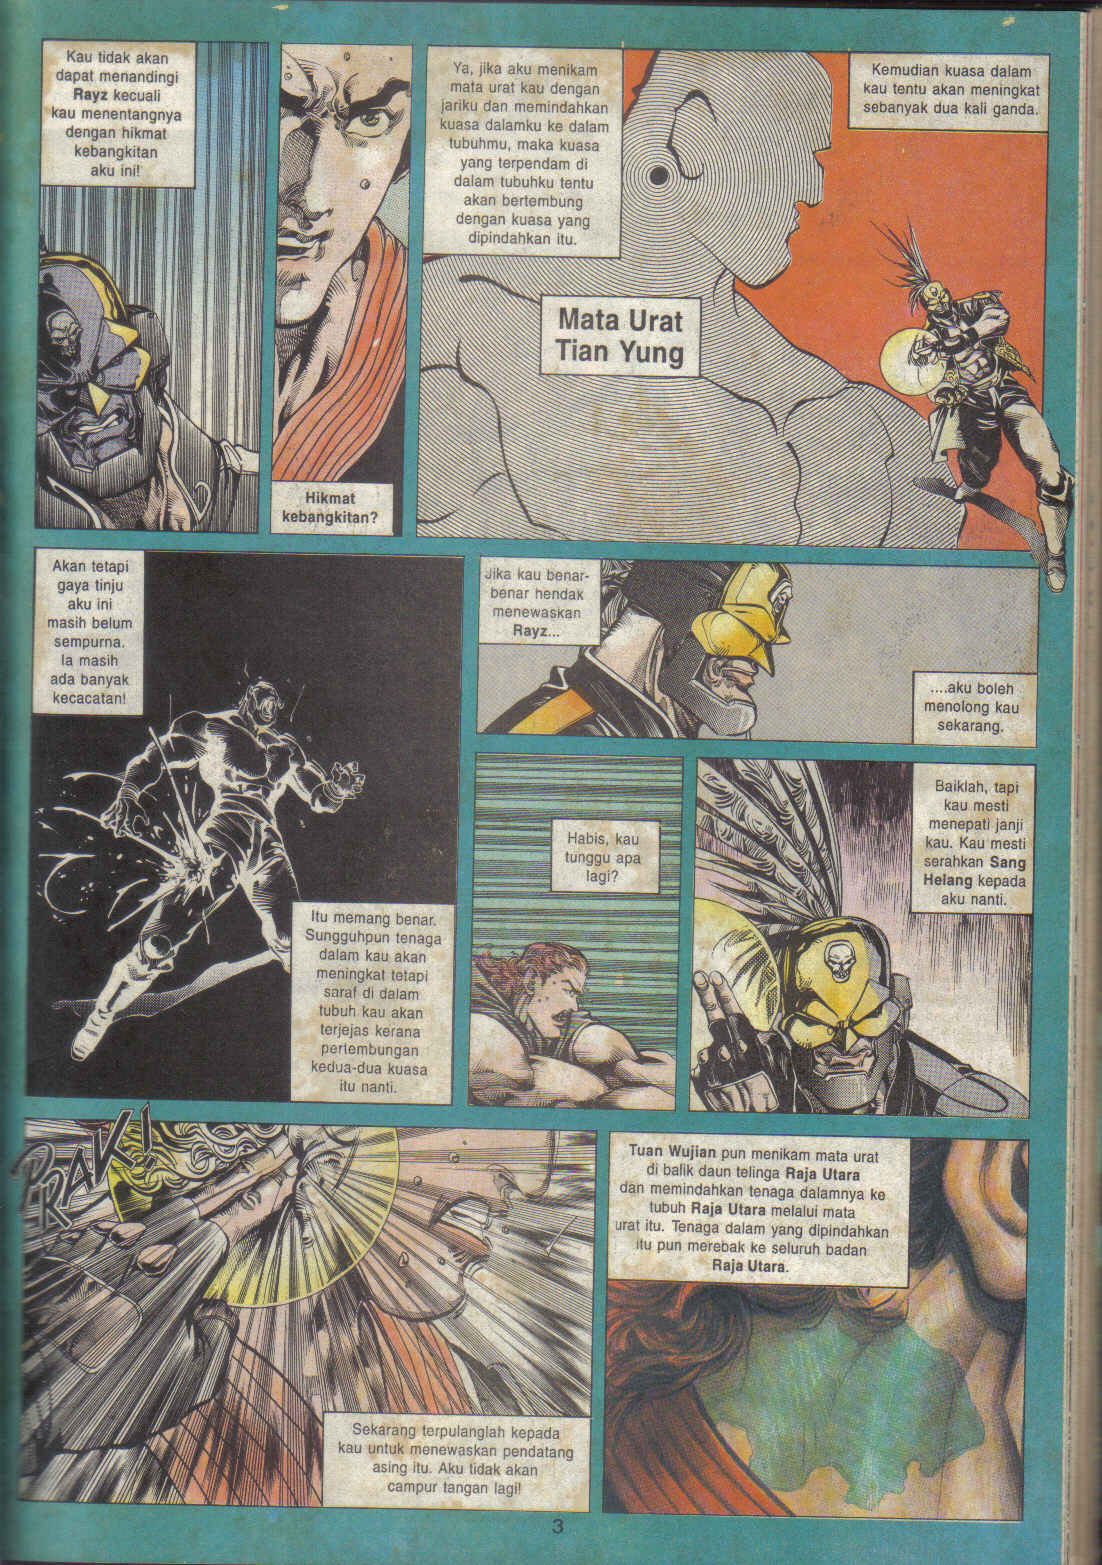 Kau tidak akan
dapat menandingi
Rayz kecuali
kau menentangnya
dengan hikmat
kebangkitan
aku ini!
Hikmat
kebangkitan?
Ya, jika aku menikam
mata urat kau dengan
jariku dan memindahkan
kuasa dalamku ke dalam
tubuhmu, maka kuasa
yang terpendam di
dalam tubuhku tentu
akan bertembung
dengan kuasa yang
dipindahkan itu.
Kemudian kuasa dalam
kau tentu akan meningkat
sebanyak dua kali ganda.
Mata Urat
Tian Yung
Akan tetapi
gaya tinju
aku ini
masih belum
sempurna.
Ia masih
ada banyak
kecacatan!
Itu memang benar.
Sungguhpun tenaga
dalam kau akan
meningkat tetapi
saraf di dalam
tubuh kau akan
terjejas kerana
pertembungan
kedua-dua kuasa
itu nanti.
Jika kau benar-
benar hendak
menewaskan
Rayz...
....aku boleh
menolong kau
sekarang.
Habis, kau
tunggu apa
lagi?
Baiklah, tapi
kau mesti
menepati janji
kau. Kau mesti
serahkan Sang
Helang kepada
aku nanti.
PRAK!
Sekarang terpulanglah kepada
kau untuk menewaskan pendatang
asing itu. Aku tidak akan
campur tangan lagi!
Tuan Wujian pun menikam mata urat
di balik daun telinga Raja Utara
dan memindahkan tenaga dalamnya ke
tubuh Raja Utara melalui mata
urat itu. Tenaga dalam yang dipindahkan
itu pun merebak ke seluruh badan
Raja Utara.
3